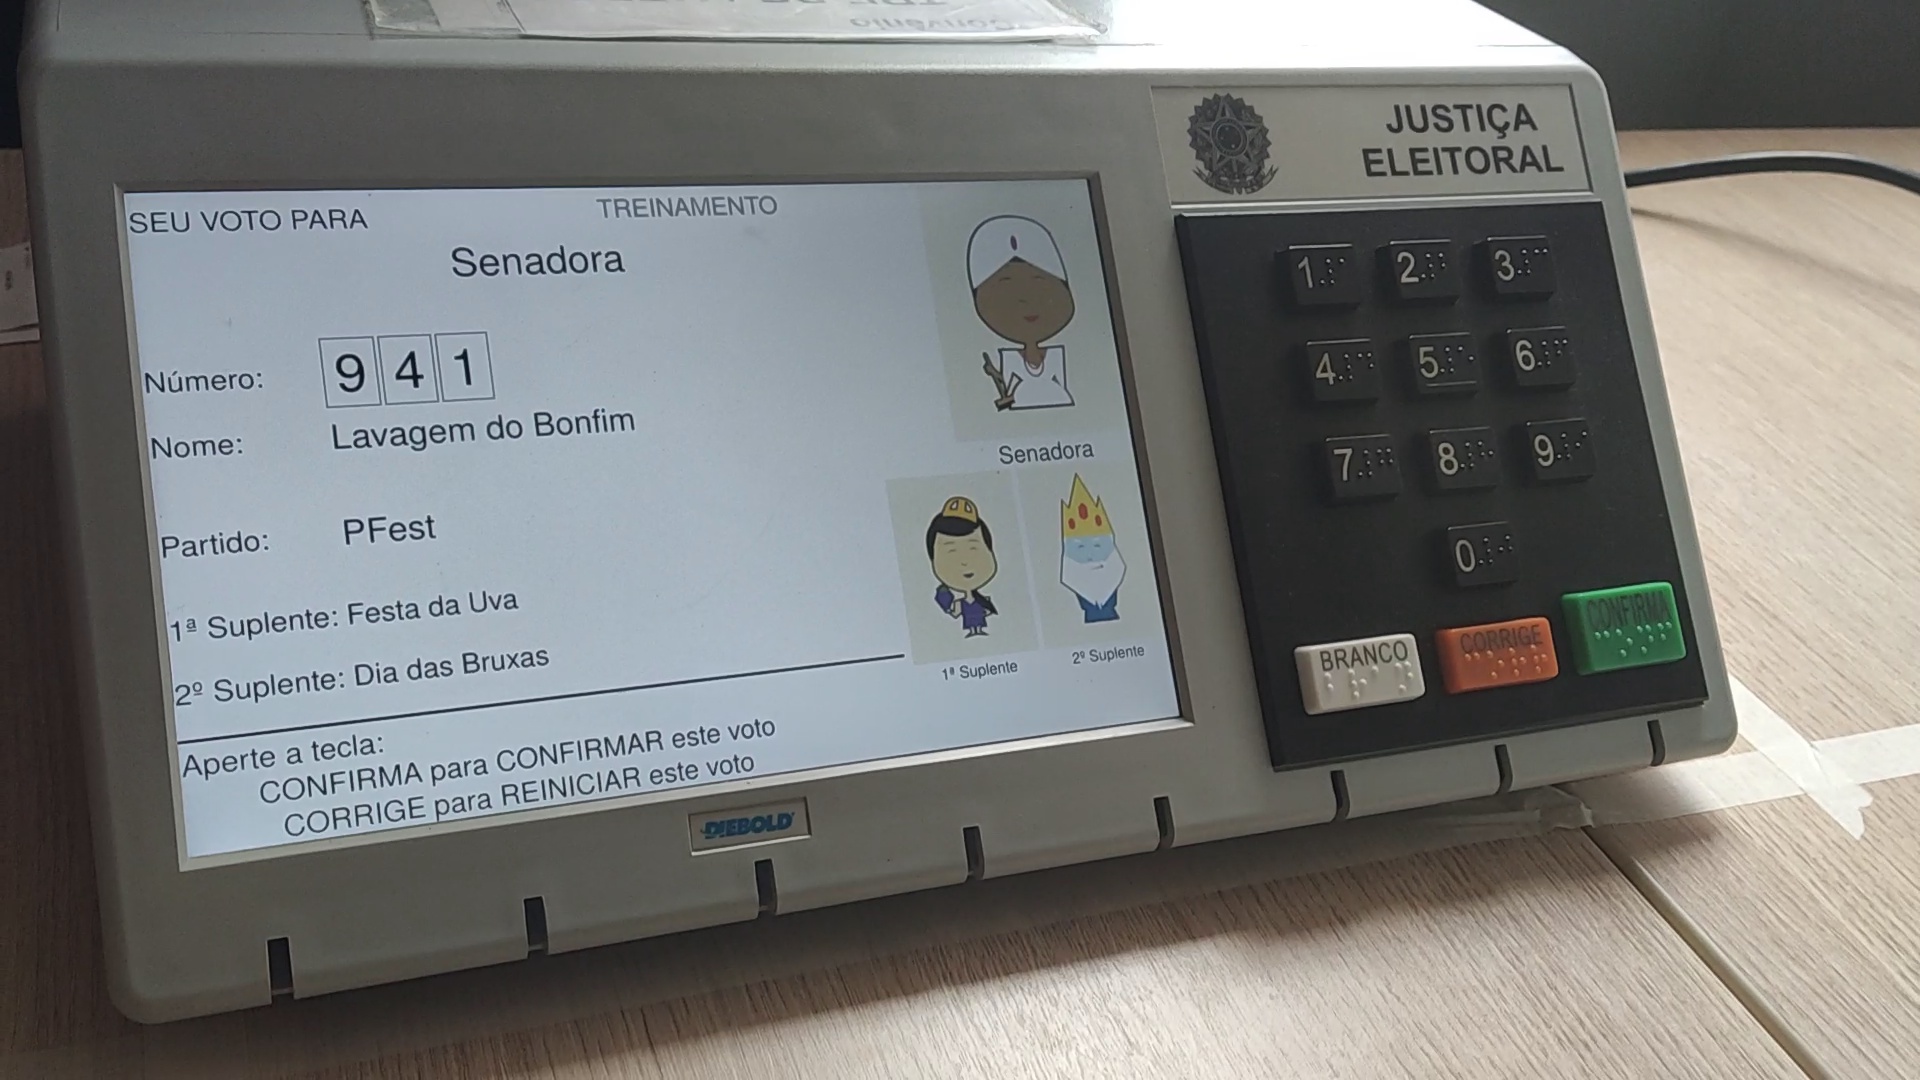 TREINAMENTO
SEU VOTO PARA
Senadora
Número: 9 4 1
Nome: Lavagem do Bonfim
Senadora
Partido: PFest
1ª Suplente: Festa da Uva
2º Suplente: Dia das Bruxas
1ª Suplente
2º Suplente
Aperte a tecla:
CONFIRMA para CONFIRMAR este voto
CORRIGE para REINICIAR este voto
DIEBOLD
JUSTIÇA
ELEITORAL
1 2 3
4 5 6
7 8 9
0
BRANCO CORRIGE CONFIRMA